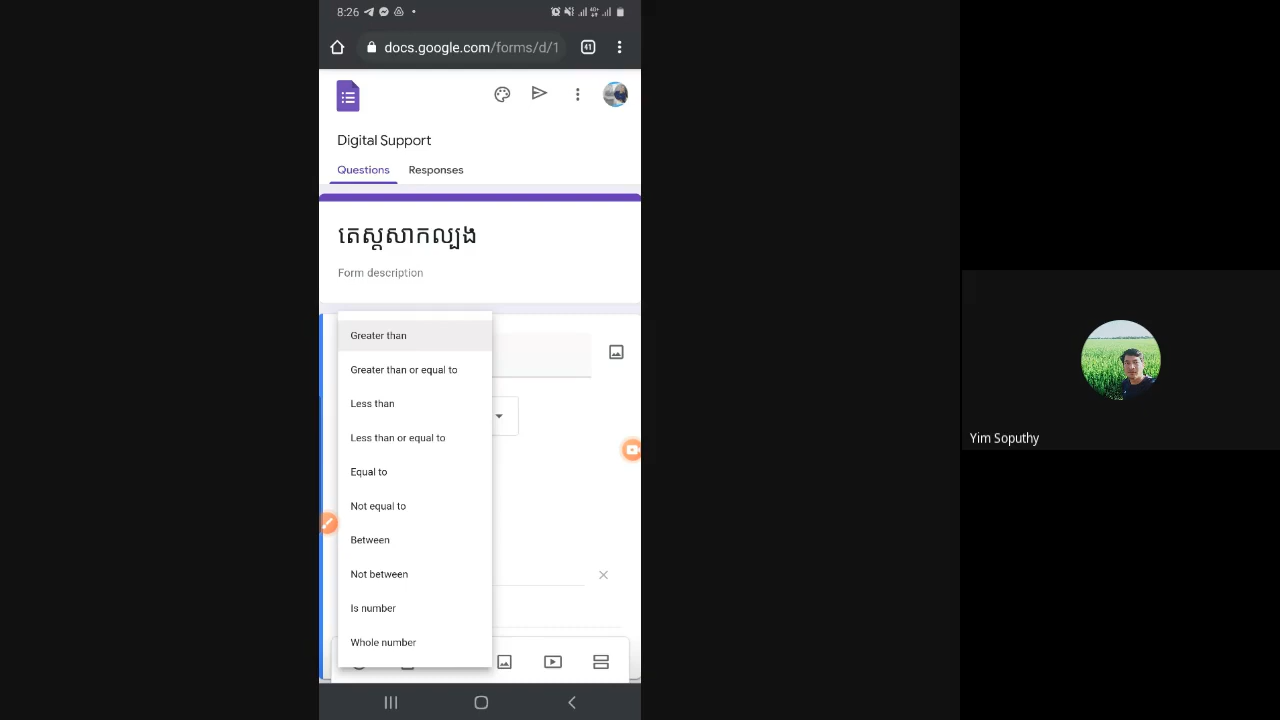 8:26
docs.google.com/forms/d/1
41
Digital Support
Questions Responses
តេស្តសាកល្បង
Form description
Greater than
Greater than or equal to
Less than
Less than or equal to
Equal to
Not equal to
Between
Not between
Is number
Whole number
Yim Soputhy